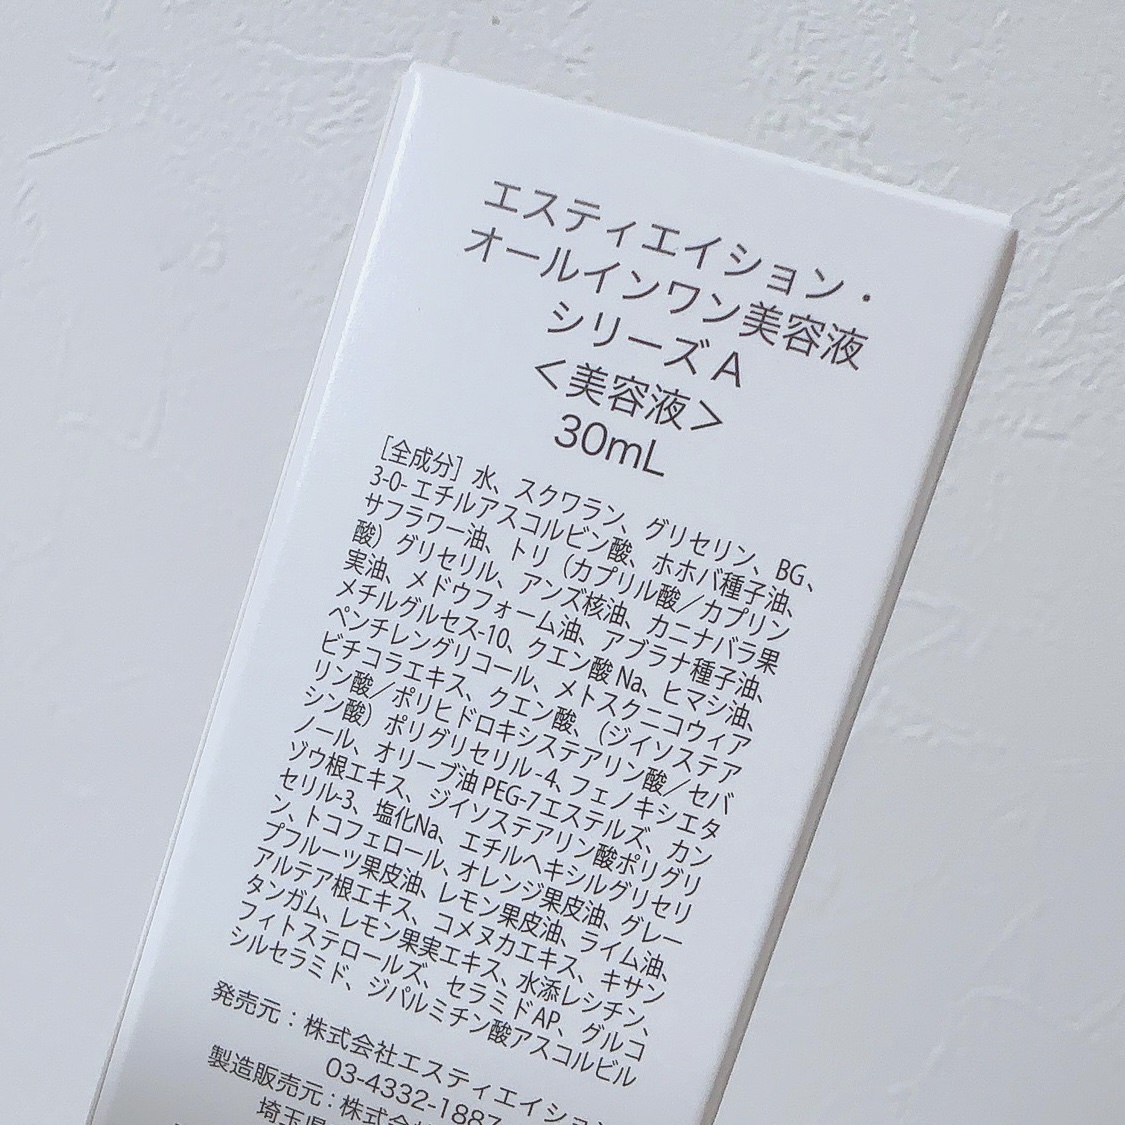 エスティエイション・
オールインワン美容液
シリーズA
＜美容液＞
30mL
［全成分］水、スクワラン、グリセリン、BG、
3-0-エチルアスコルビン酸、ホホバ種子油、
サフラワー油、トリ（カプリル酸／カプリン
酸）グリセリル、アンズ核油、カニナバラ果
実油、メドウフォーム油、アブラナ種子油、
メチルグルセス-10、クエン酸Na、ヒマシ油、
ペンチレングリコール、メトスクニコウィア
ビチコラエキス、クエン酸、（ジイソステア
リン酸／ポリヒドロキシステアリン酸／セバ
シン酸）ポリグリセリル-4、フェノキシエタ
ノール、オリーブ油PEG-7エステルズ、カン
ゾウ根エキス、ジイソステアリン酸ポリグリ
セリル-3、塩化Na、エチルヘキシルグリセリ
ン、トコフェロール、オレンジ果皮油、グレー
プフルーツ果皮油、レモン果皮油、ライム油、
アルテア根エキス、コメヌカエキス、キサン
タンガム、レモン果実エキス、水添レシチン、
フィトステロールズ、セラミドAP、グルコ
シルセラミド、ジパルミチン酸アスコルビル
発売元：株式会社エスティエイション
03-4332-1887
製造販売元：株式会社
埼玉県